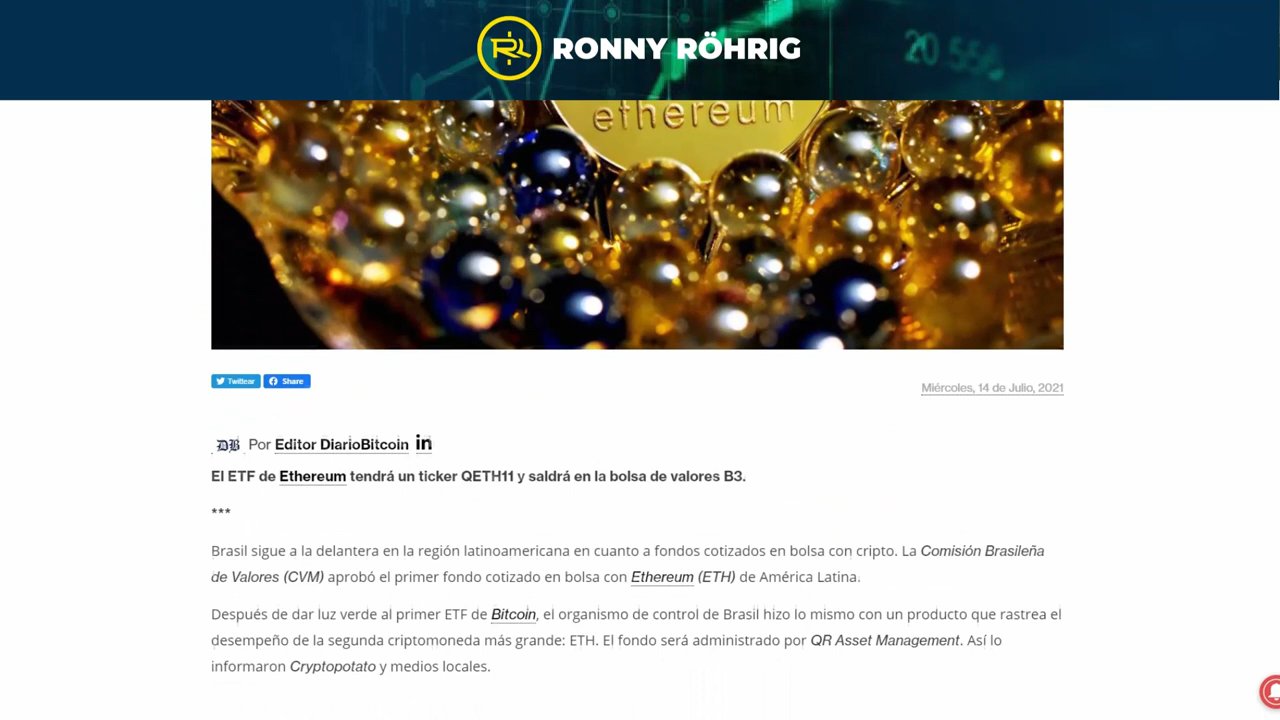 RONNY RÖHRIG
20 556
ethereum
Twittear
Share
Miércoles, 14 de Julio, 2021
DB Por Editor DiarioBitcoin in
El ETF de Ethereum tendrá un ticker QETH11 y saldrá en la bolsa de valores B3.
***
Brasil sigue a la delantera en la región latinoamericana en cuanto a fondos cotizados en bolsa con cripto. La Comisión Brasileña
de Valores (CVM) aprobó el primer fondo cotizado en bolsa con Ethereum (ETH) de América Latina.
Después de dar luz verde al primer ETF de Bitcoin, el organismo de control de Brasil hizo lo mismo con un producto que rastrea el
desempeño de la segunda criptomoneda más grande: ETH. El fondo será administrado por QR Asset Management. Así lo
informaron Cryptopotato y medios locales.